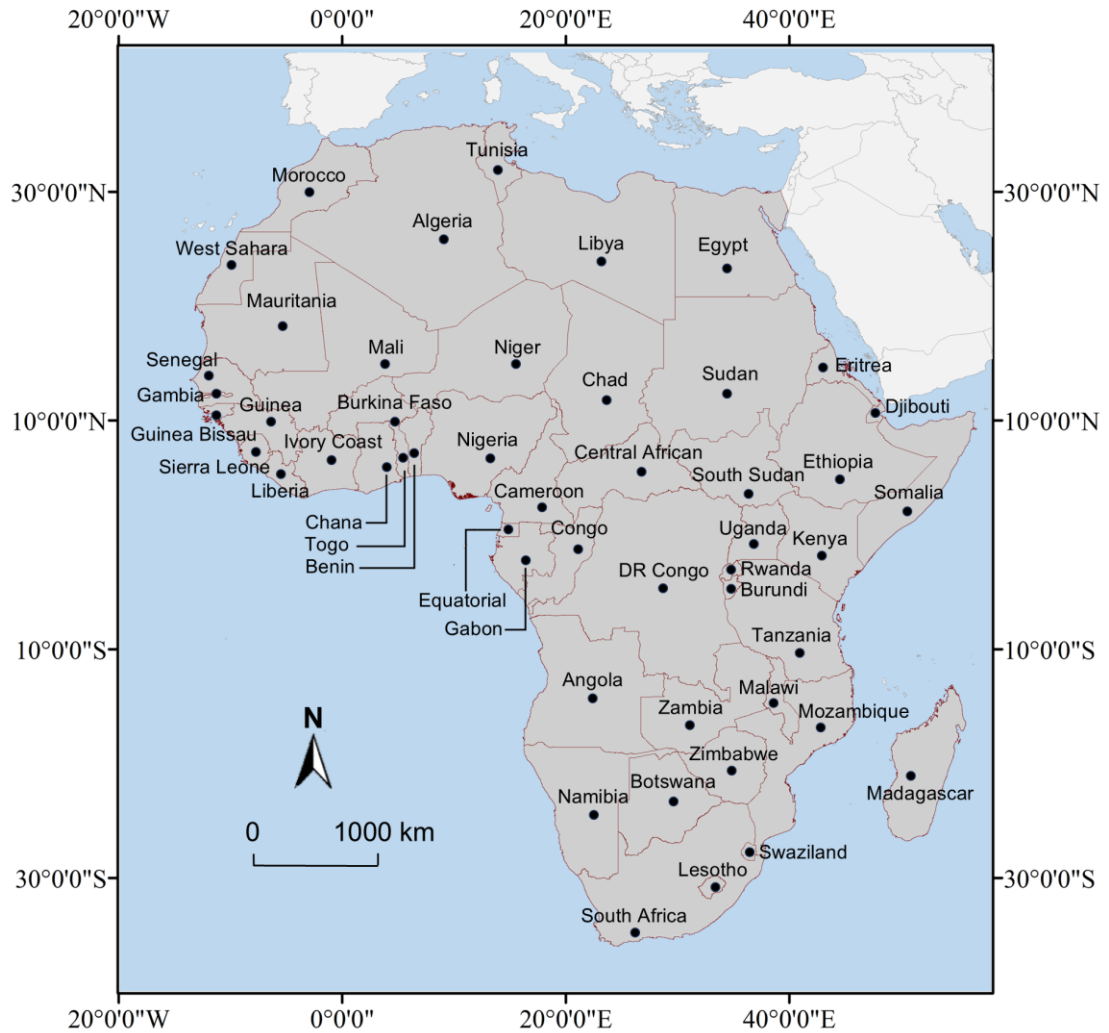 20°0'0"W 0°0'0" 20°0'0"E 40°0'0"E
Tunisia
Morocco
30°0'0"N 30°0'0"N
Algeria
West Sahara
Libya
Egypt
Mauritania
Mali
Niger
Senegal
Eritrea
Sudan
Chad
Gambia
Guinea
Burkina Faso
Djibouti
10°0'0"N 10°0'0"N
Guinea Bissau
Ivory Coast
Nigeria
Central African
Ethiopia
Sierra Leone
South Sudan
Liberia
Cameroon
Somalia
Chana
Congo
Uganda
Kenya
Togo
Benin
DR Congo
Rwanda
Burundi
Equatorial
Gabon
Tanzania
10°0'0"S 10°0'0"S
Angola
Malawi
Zambia
Mozambique
N
Zimbabwe
Botswana
Namibia
Madagascar
0 1000 km
Swaziland
Lesotho
30°0'0"S 30°0'0"S
South Africa
20°0'0"W 0°0'0" 20°0'0"E 40°0'0"E